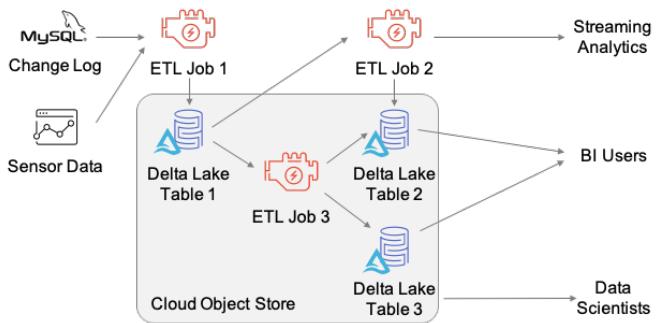 MySQL
Change Log
Sensor Data
ETL Job 1
ETL Job 2
Streaming
Analytics
Delta Lake
Table 1
ETL Job 3
Delta Lake
Table 2
BI Users
Delta Lake
Table 3
Cloud Object Store
Data
Scientists